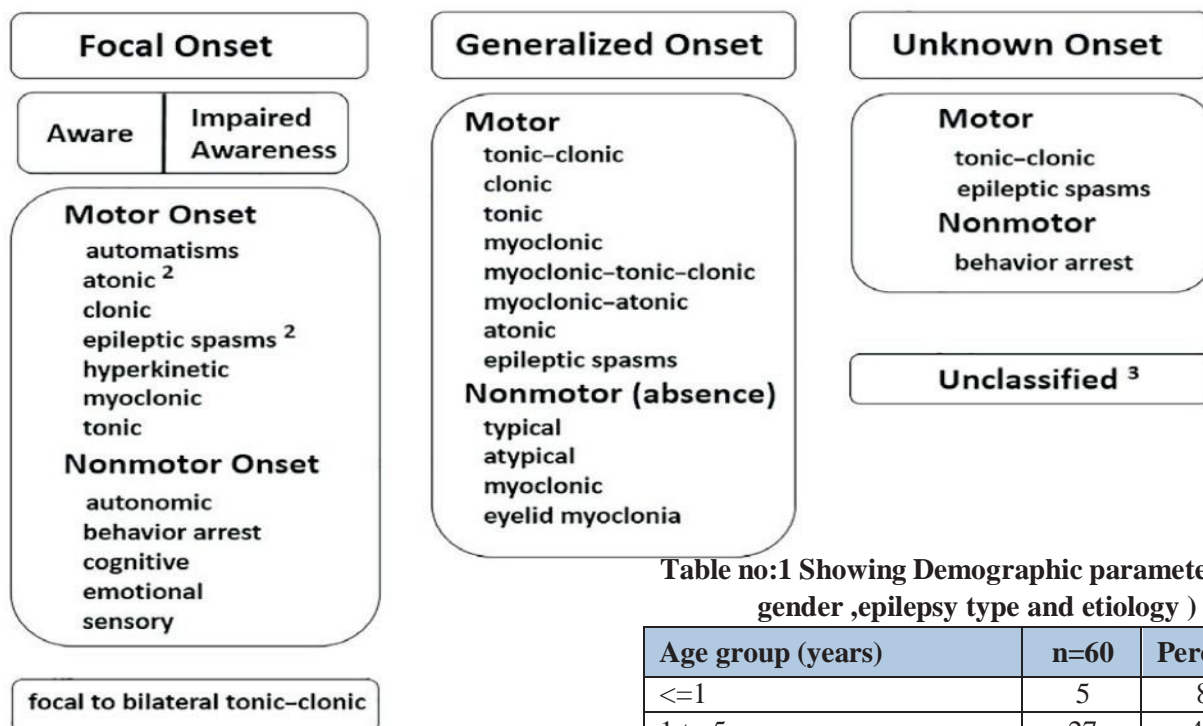 Focal Onset
Aware
Impaired
Awareness
Motor Onset
automatisms
atonic 2
clonic
epileptic spasms 2
hyperkinetic
myoclonic
tonic
Nonmotor Onset
autonomic
behavior arrest
cognitive
emotional
sensory
focal to bilateral tonic–clonic
Generalized Onset
Motor
tonic–clonic
clonic
tonic
myoclonic
myoclonic–tonic–clonic
myoclonic–atonic
atonic
epileptic spasms
Nonmotor (absence)
typical
atypical
myoclonic
eyelid myoclonia
Unknown Onset
Motor
tonic–clonic
epileptic spasms
Nonmotor
behavior arrest
Unclassified 3
Table no:1 Showing Demographic
gender ,epilepsy type and etiology )
Age group (years) n=60
<=1 5